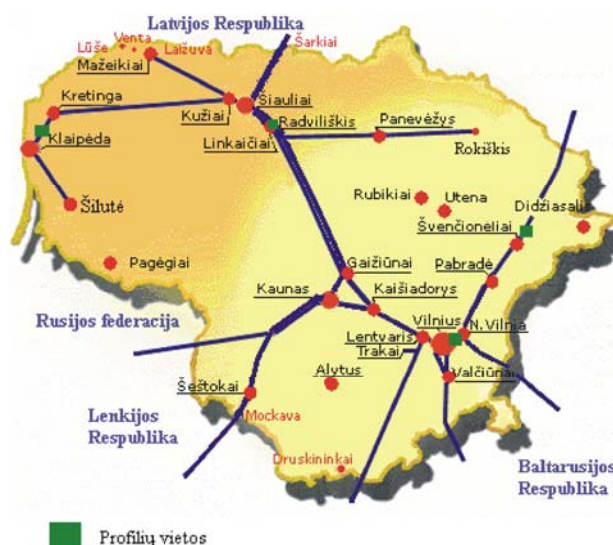 Latvijos Respublika
Lūše
Venta
Laižuva
Šarkiai
Mažeikiai
Kretinga
Kužiai
Šiauliai
Radviliškis
Panevėžys
Klaipėda
Linkaičiai
Rokiškis
Rubikiai
Utena
Didžiasalis
Šilutė
Švenčionėliai
Pagėgiai
Gaižiūnai
Pabradė
Kaunas
Kaišiadorys
Rusijos federacija
Vilnius
N.Vilnia
Lentvaris
Trakai
Valčiūnai
Šeštokai
Alytus
Mockava
Lenkijos
Respublika
Druskininkai
Baltarusijos
Respublika
Profilių vietos